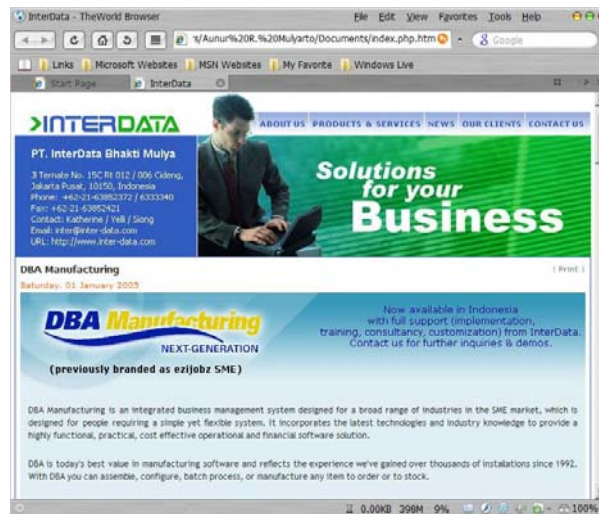 InterData - TheWorld Browser
File Edit View Favorites Tools Help
s/Aunur%20R.%20Mulyarto/Documents/index.php.htm
Google
Links Microsoft Websites MSN Websites My Favorite Windows Live
Start Page InterData
INTERDATA
ABOUT US PRODUCTS & SERVICES NEWS OUR CLIENTS CONTACT US
PT. InterData Bhakti Mulya
Jl Ternate No. 15C Rt 012 / 006 Cideng,
Jakarta Pusat, 10150, Indonesia
Phone: +62-21-63852372 / 6333340
Fax: +62-21-63852421
Contact: Katherine / Yelli / Siong
Email: inter@inter-data.com
URL: http://www.inter-data.com
Solutions
for your
Business
DBA Manufacturing
( Print )
Saturday, 01 January 2005
DBA Manufacturing
NEXT-GENERATION
(previously branded as ezijobz SME)
Now available in Indonesia
with full support (implementation,
training, consultancy, customization) from InterData.
Contact us for further inquiries & demos.
DBA Manufacturing is an integrated business management system designed for a broad range of industries in the SME market, which is
designed for people requiring a simple yet flexible system. It incorporates the latest technologies and industry knowledge to provide a
highly functional, practical, cost effective operational and financial software solution.
DBA is today's best value in manufacturing software and reflects the experience we've gained over thousands of installations since 1992.
With DBA you can assemble, configure, batch process, or manufacture any item to order or to stock.
0.00KB 398M 9% 100%